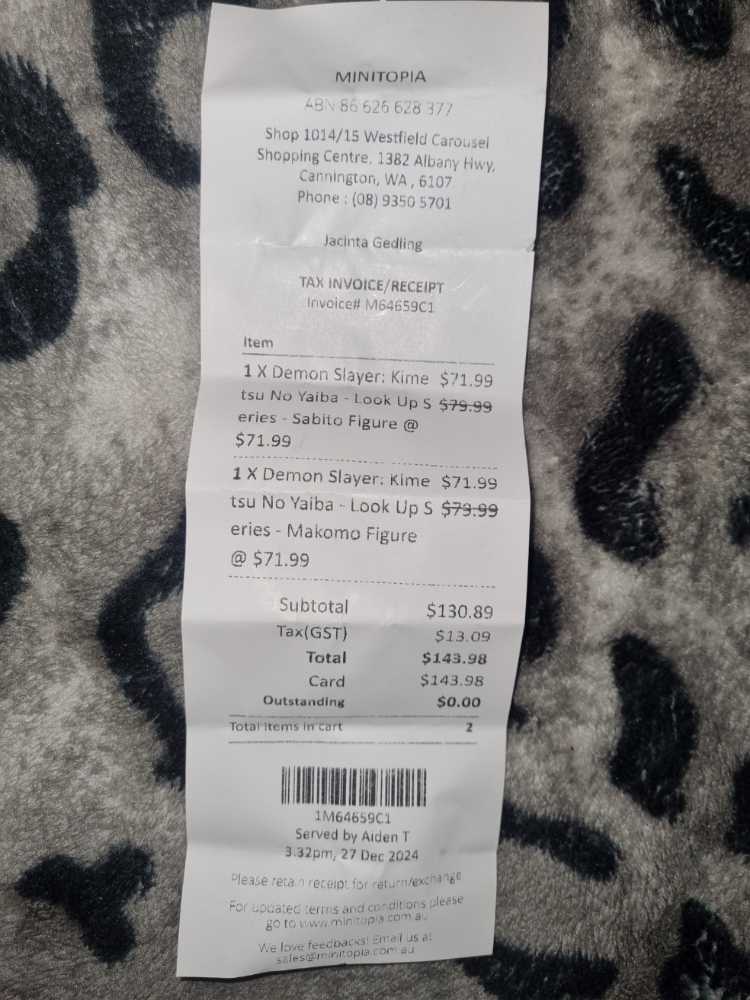 MINITOPIA
ABN 86 626 628 377
Shop 1014/15 Westfield Carousel
Shopping Centre, 1382 Albany Hwy,
Cannington, WA , 6107
Phone : (08) 9350 5701
Jacinta Gedling
TAX INVOICE/RECEIPT
Invoice# M64659C1
Item
1 X Demon Slayer: Kime $71.99
tsu No Yaiba - Look Up S $79.99
eries - Sabito Figure @
$71.99
1 X Demon Slayer: Kime $71.99
tsu No Yaiba - Look Up S $79.99
eries - Makomo Figure
@ $71.99
Subtotal $130.89
Tax(GST) $13.09
Total $143.98
Card $143.98
Outstanding $0.00
Total items in cart 2
1M64659C1
Served by Aiden T
3.32pm, 27 Dec 2024
Please retain receipt for return/exchange
For updated terms and conditions please
go to www.minitopia.com.au
We love feedbacks! Email us at
sales@minitopia.com.au